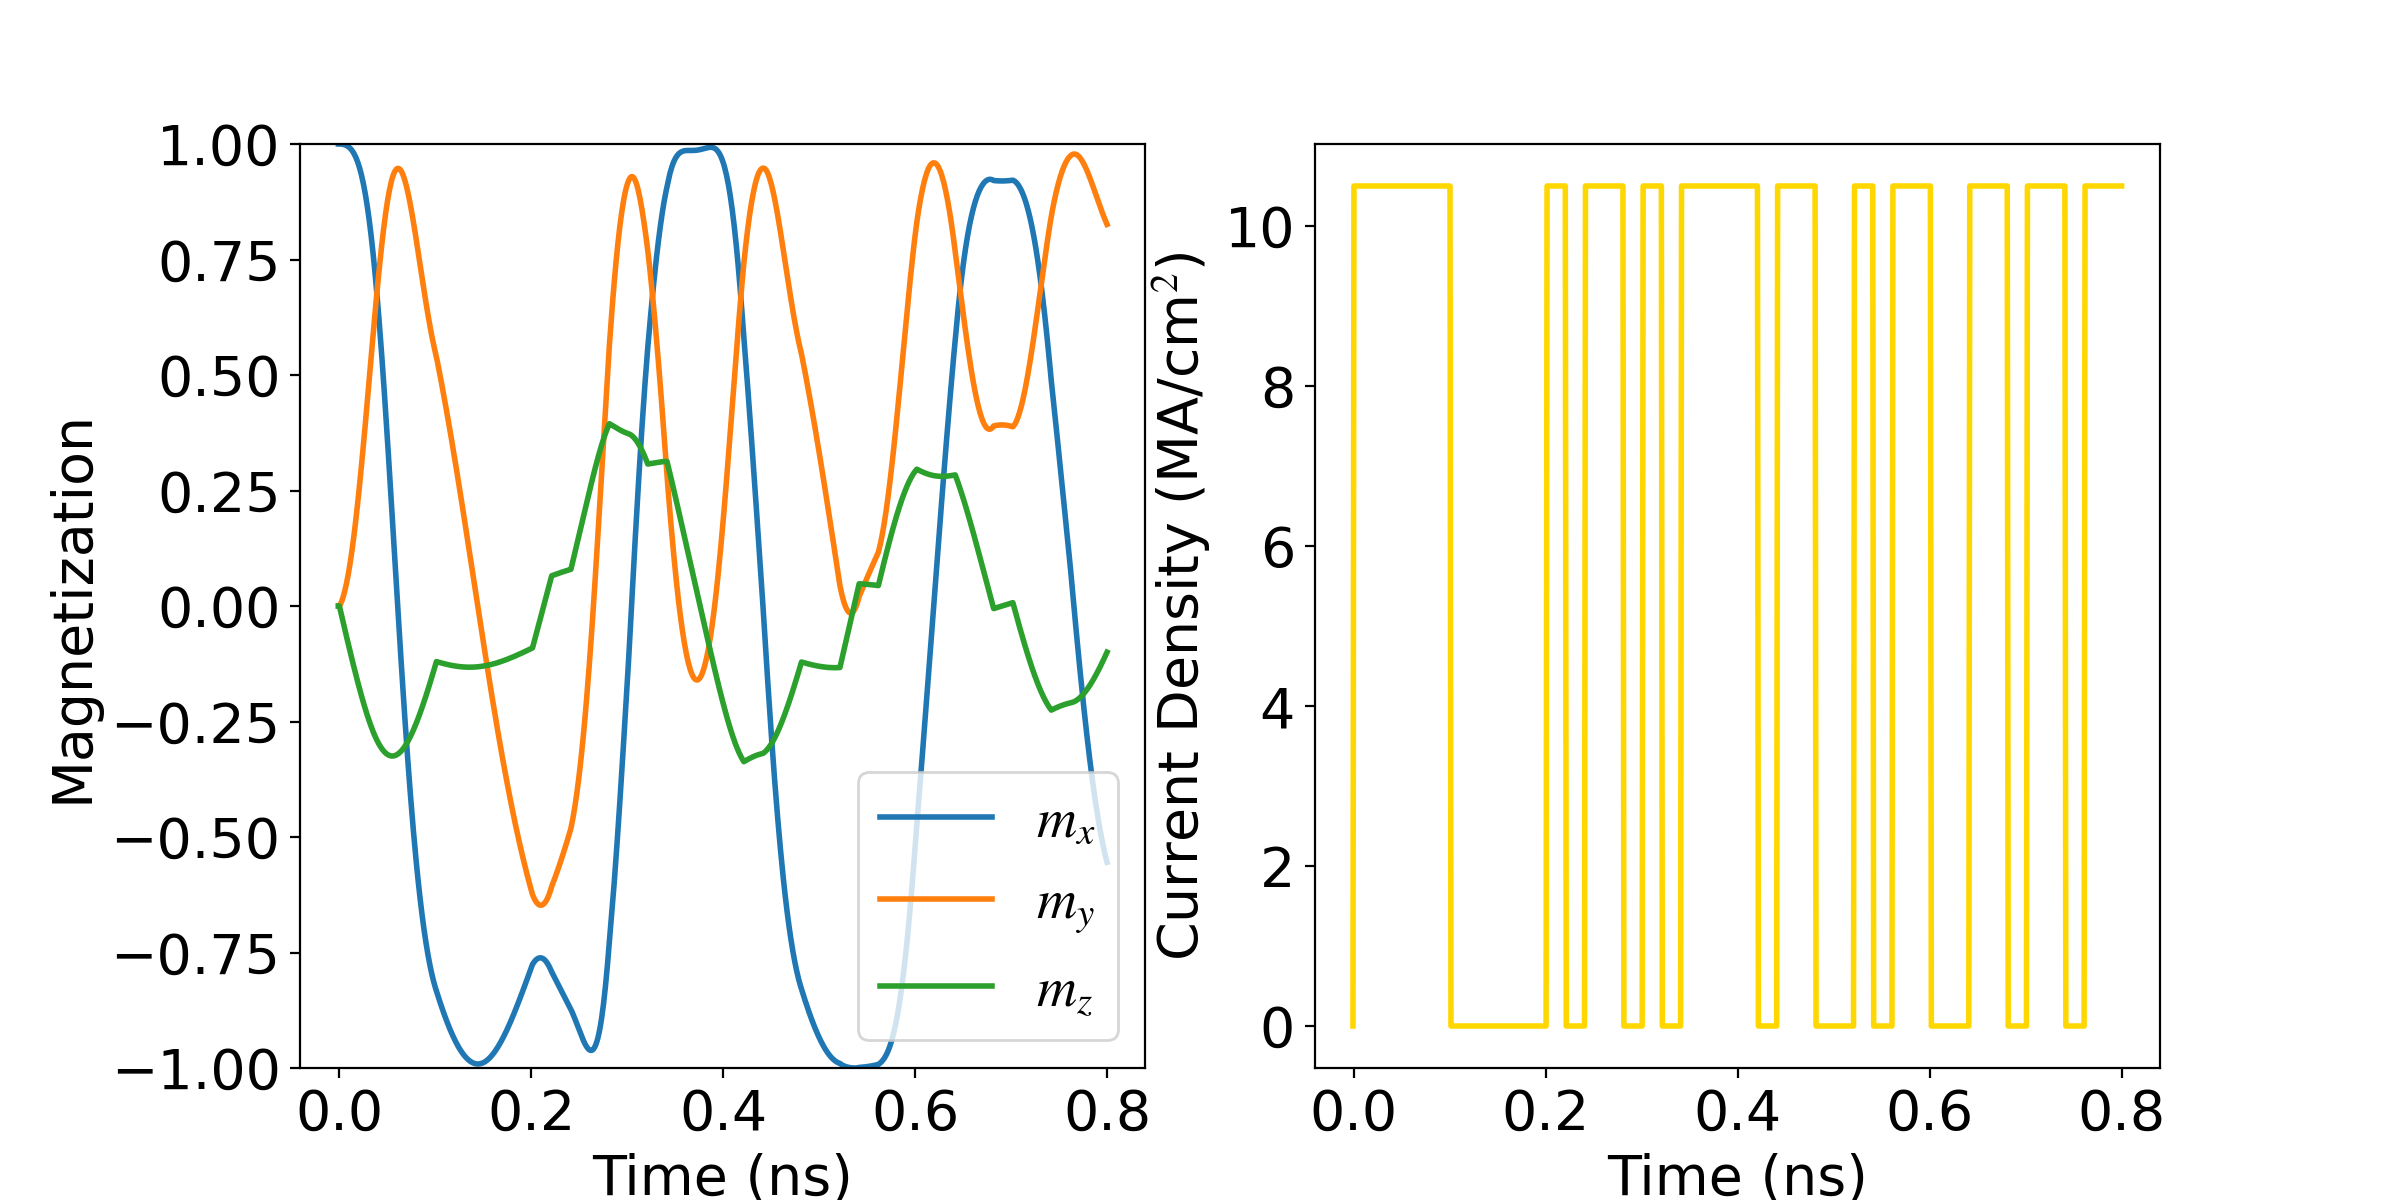 1.00
0.75
0.50
0.25
0.00
−0.25
−0.50
−0.75
−1.00
Magnetization
0.0 0.2 0.4 0.6 0.8
Time (ns)
m_x
m_y
m_z
10
8
6
4
2
0
Current Density (MA/cm²)
0.0 0.2 0.4 0.6 0.8
Time (ns)